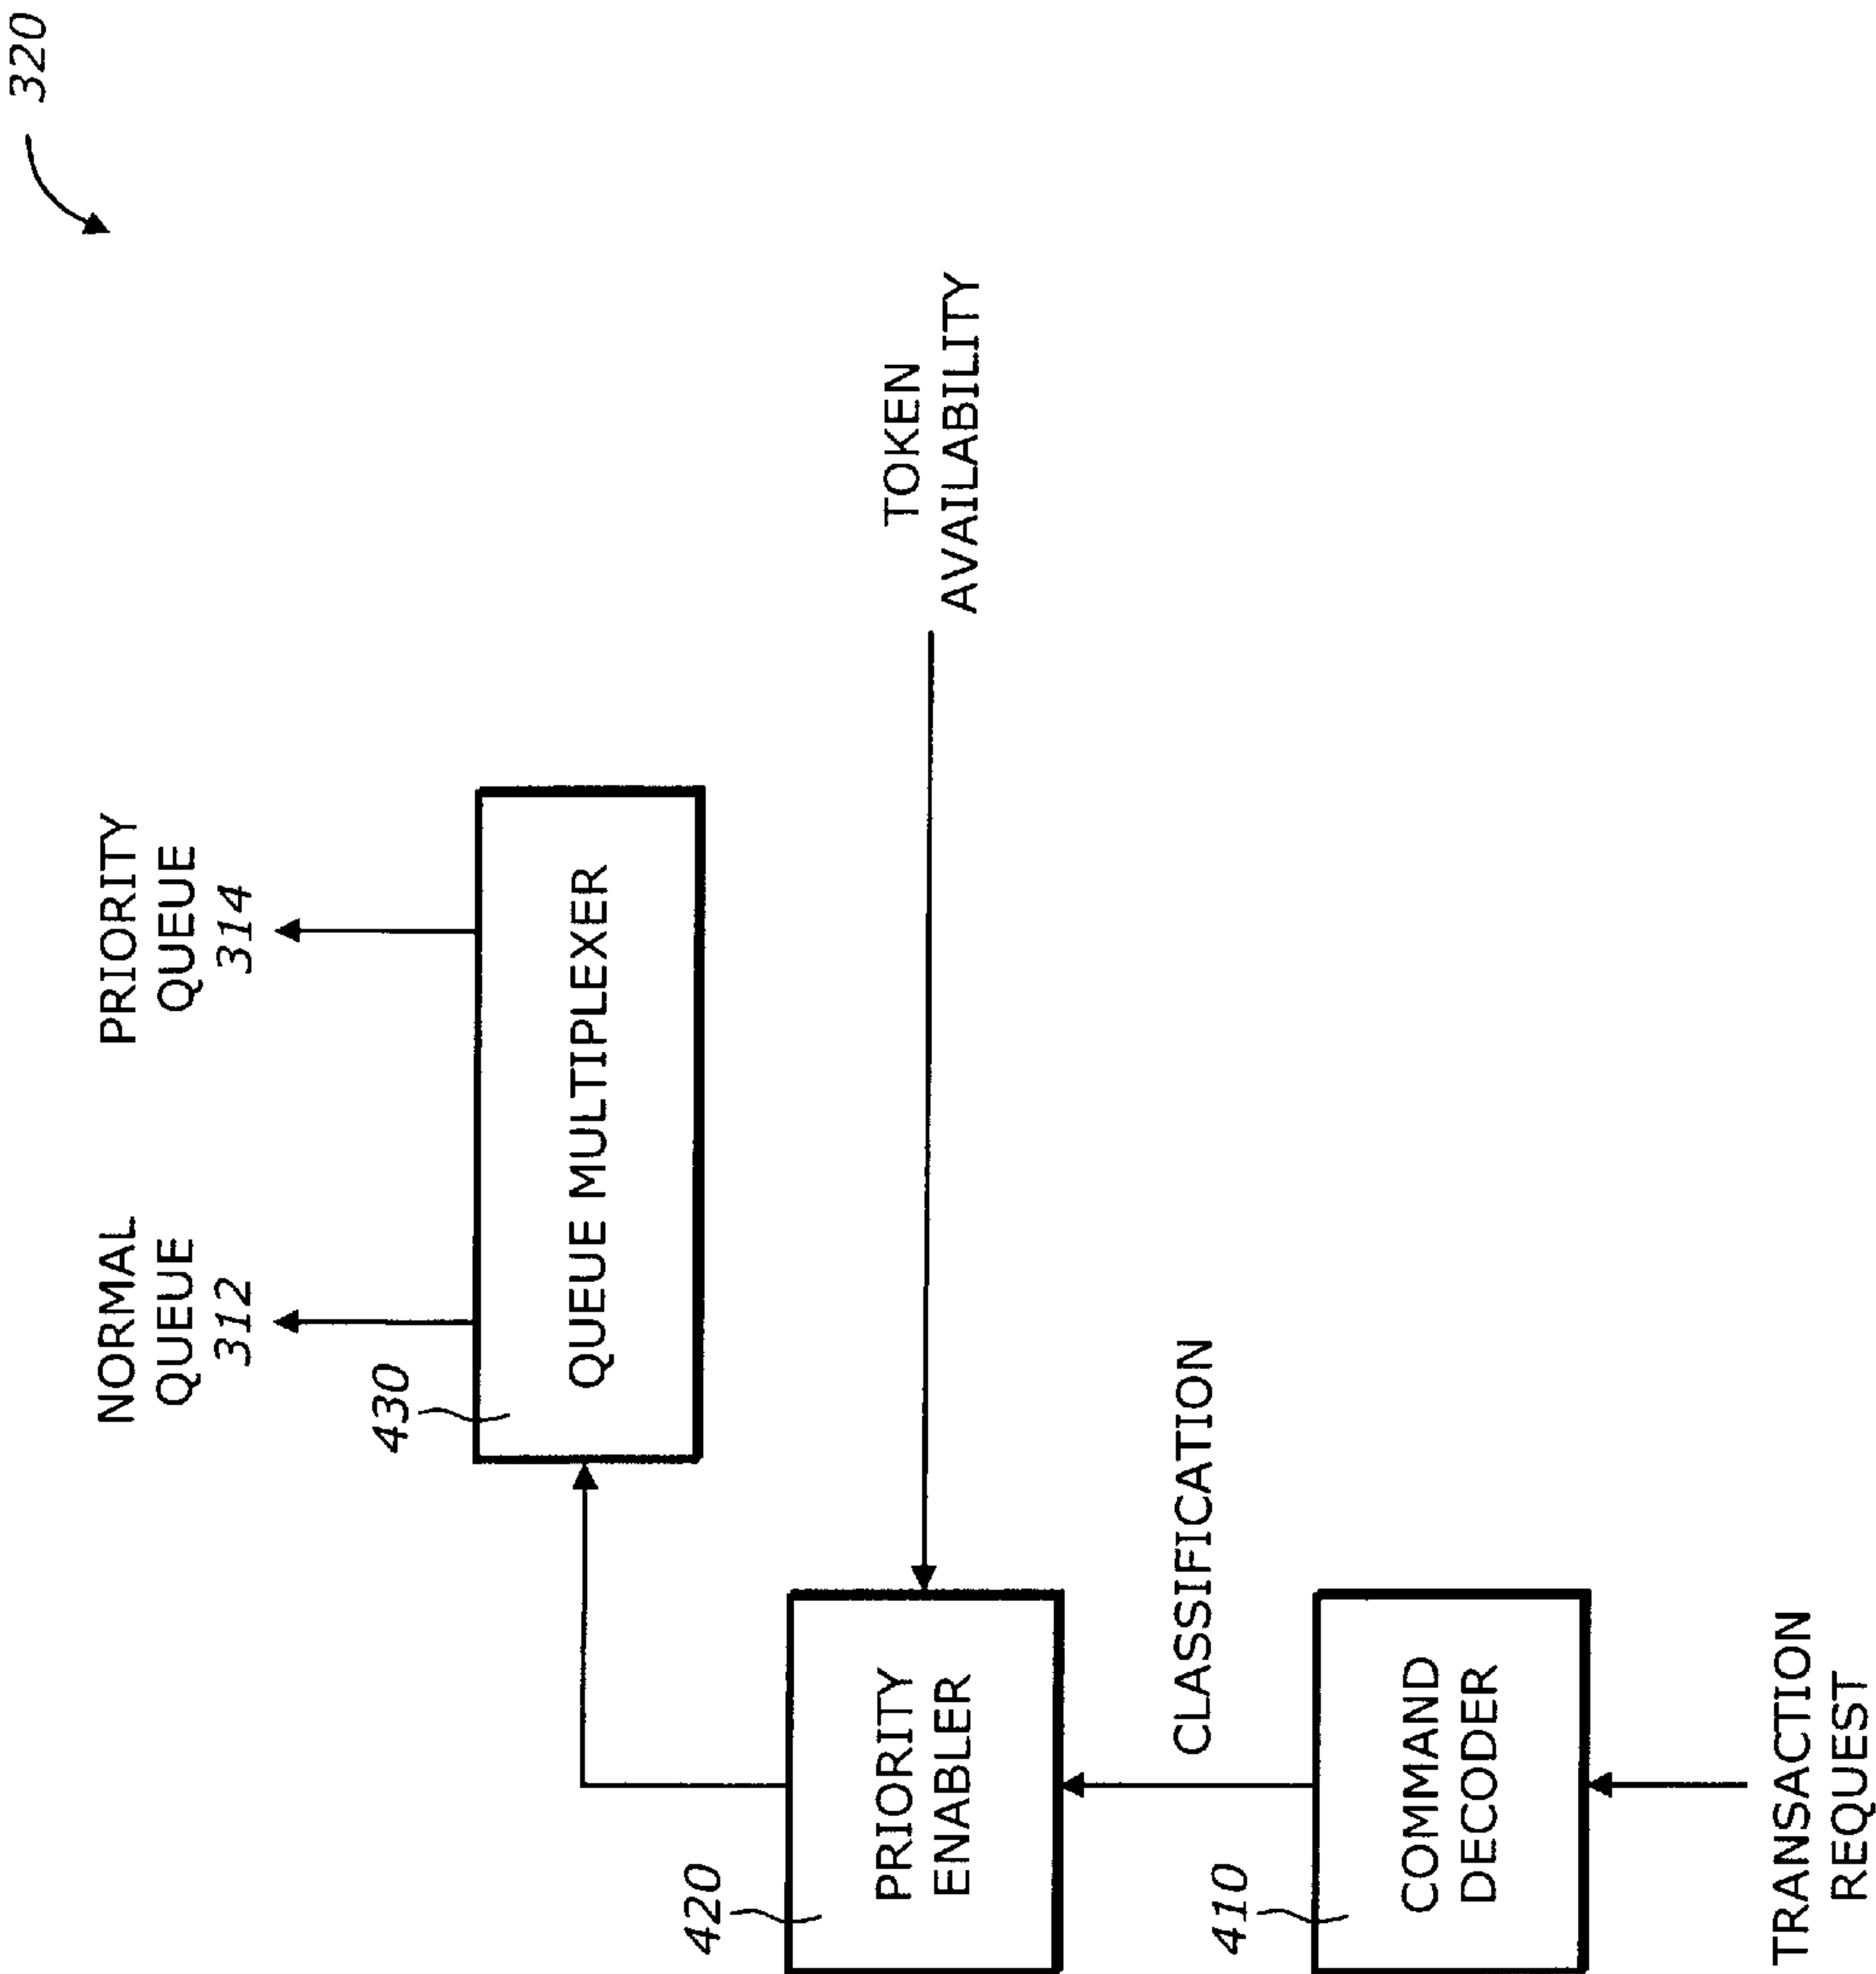 320
NORMAL
QUEUE
312
PRIORITY
QUEUE
314
430
QUEUE MULTIPLEXER
TOKEN
AVAILABILITY
420
PRIORITY
ENABLER
CLASSIFICATION
410
COMMAND
DECODER
TRANSACTION
REQUEST